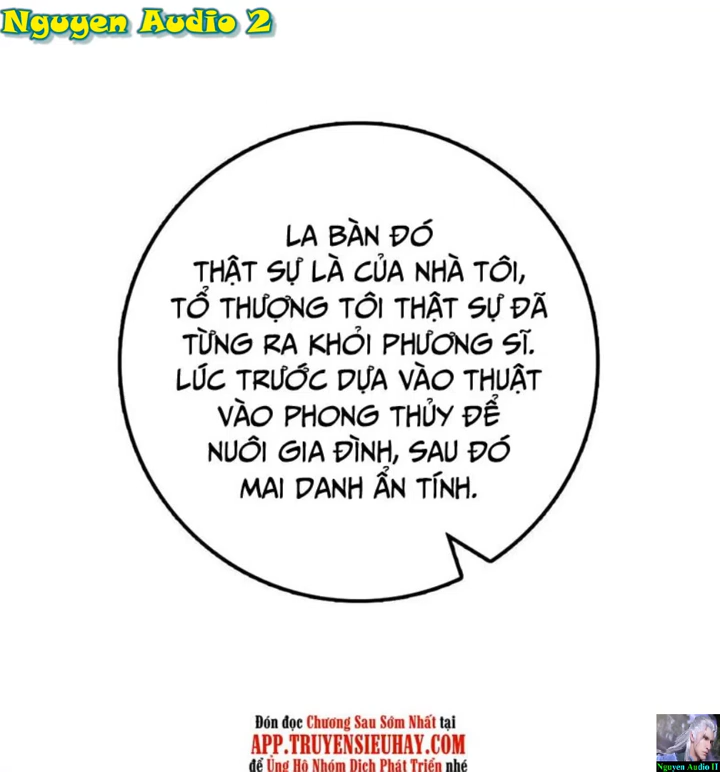 Nguyen Audio 2
LA BÀN ĐÓ
THẬT SỰ LÀ CỦA NHÀ TÔI,
TỔ THƯỢNG TÔI THẬT SỰ ĐÃ
TỪNG RA KHỎI PHƯƠNG SĨ.
LÚC TRƯỚC DỰA VÀO THUẬT
VÀO PHONG THỦY ĐỂ
NUÔI GIA ĐÌNH, SAU ĐÓ
MAI DANH ẨN TÍNH.
Đón đọc Chương Sau Sớm Nhất tại
APP.TRUYENSIEUHAY.COM
để Ủng Hộ Nhóm Dịch Phát Triển nhé
Nguyen Audio II